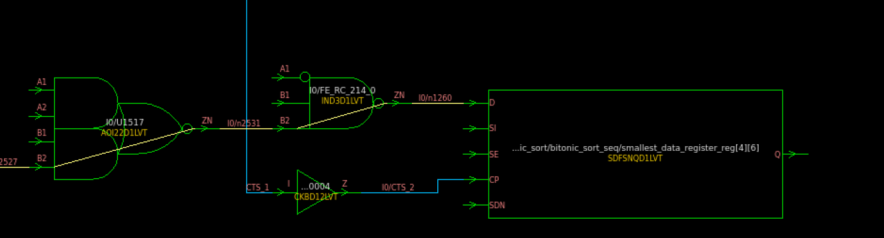 A1
A2
B1
B2
2527
I0/U1517
AOI22D1LVT
ZN
I0/n2531
A1
B1
B2
I0/FE_RC_214_0
IND3D1LVT
ZN
I0/n1260
CTS_1
I
...0004
CKBD12LVT
Z
I0/CTS_2
D
SI
SE
CP
SDN
...ic_sort/bitonic_sort_seq/smallest_data_register_reg[4][6]
SDFSNQD1LVT
Q